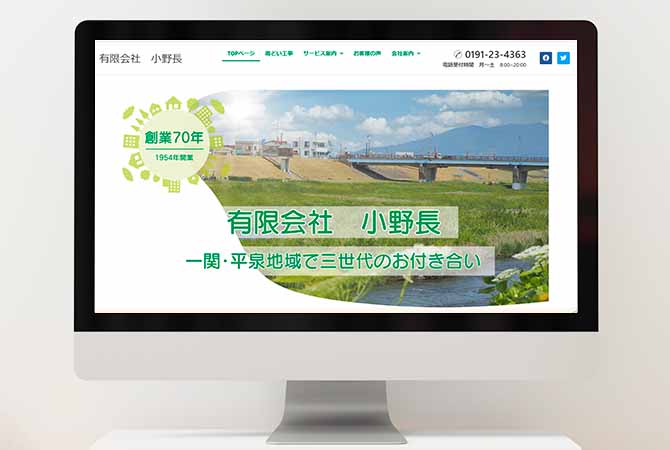 有限会社　小野長
TOPページ　雨どい工事　サービス案内　お客様の声　会社案内
0191-23-4363
電話受付時間　月～土　8:00~20:00
創業70年
1954年開業
有限会社　小野長
一関・平泉地域で三世代のお付き合い